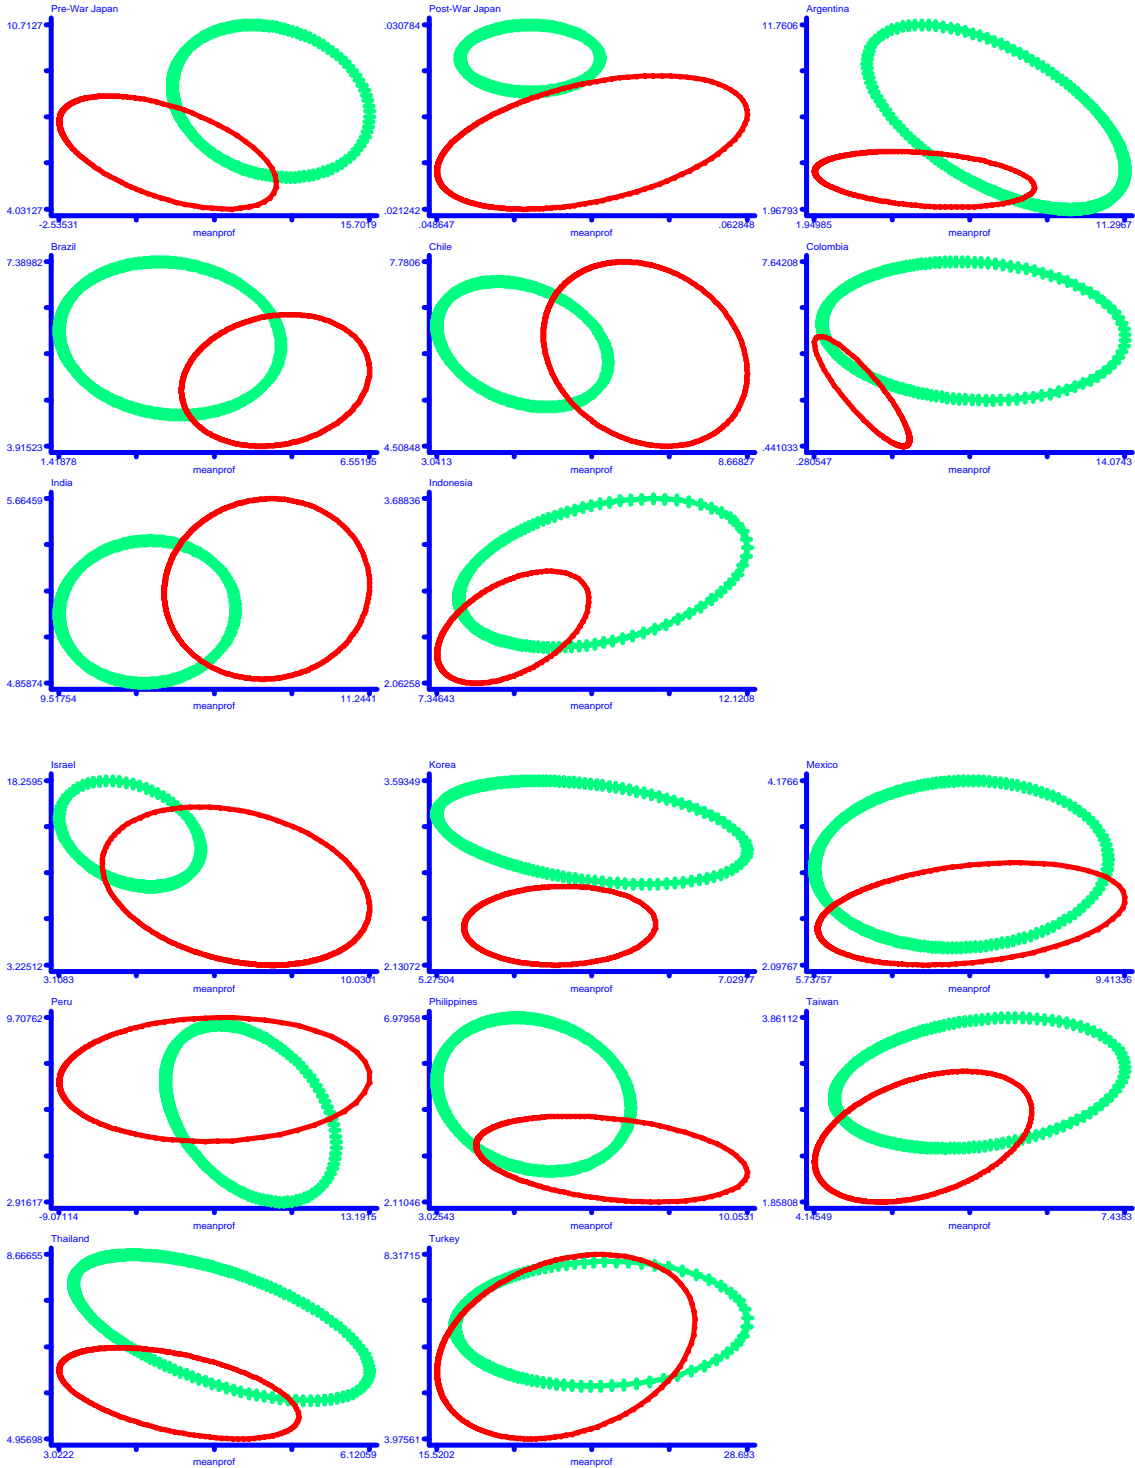 Pre-War Japan
10.7127
4.03127
-2.53531
15.7019
meanprof
Post-War Japan
.030784
.021242
.048647
.062848
meanprof
Argentina
11.7606
1.96793
1.94985
11.2967
meanprof
Brazil
7.38982
3.91523
1.41878
6.55195
meanprof
Chile
7.7806
4.50848
3.0413
8.66827
meanprof
Colombia
7.64208
.441033
.280547
14.0743
meanprof
India
5.66459
4.85874
9.51754
11.2441
meanprof
Indonesia
3.68836
2.06258
7.34643
12.1208
meanprof
Israel
18.2595
3.22512
3.1083
10.0301
meanprof
Korea
3.59349
2.13072
5.27504
7.02977
meanprof
Mexico
4.1766
2.09767
5.73757
9.41336
meanprof
Peru
9.70762
2.91617
-9.07114
13.1915
meanprof
Philippines
6.97958
2.11046
3.02543
10.0531
meanprof
Taiwan
3.86112
1.85808
4.14549
7.4383
meanprof
Thailand
8.66655
4.95698
3.0222
6.12059
meanprof
Turkey
8.31715
3.97561
15.5202
28.693
meanprof